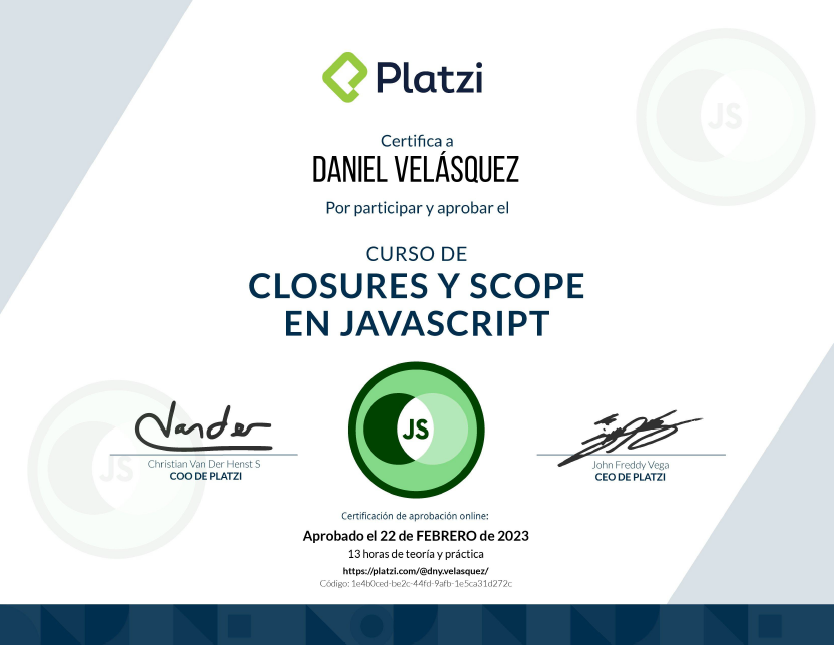 Platzi
Certifica a
DANIEL VELÁSQUEZ
Por participar y aprobar el
CURSO DE
CLOSURES Y SCOPE
EN JAVASCRIPT
JS
JS
JS
Vander
Christian Van Der Henst S
COO DE PLATZI
John Freddy Vega
CEO DE PLATZI
Certificación de aprobación online:
Aprobado el 22 de FEBRERO de 2023
13 horas de teoría y práctica
https://platzi.com/@dny.velasquez/
Código: 1e4b0ced-be2c-44fd-9afb-1e5ca31d272c